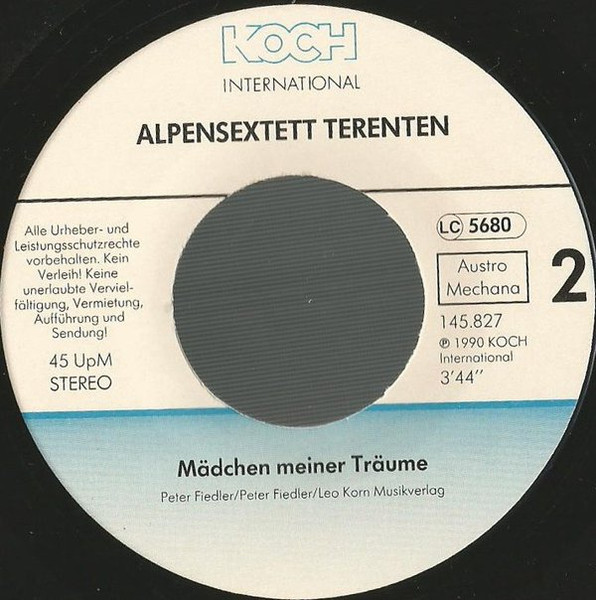 KOCH
INTERNATIONAL
ALPENSEXTETT TERENTEN
Alle Urheber- und
Leistungsschutzrechte
vorbehalten. Kein
Verleih! Keine
unerlaubte Verviel-
fältigung, Vermietung,
Aufführung und
Sendung!
45 UpM
STEREO
LC 5680
Austro
Mechana
2
145.827
℗ 1990 KOCH
International
3'44''
Mädchen meiner Träume
Peter Fiedler/Peter Fiedler/Leo Korn Musikverlag